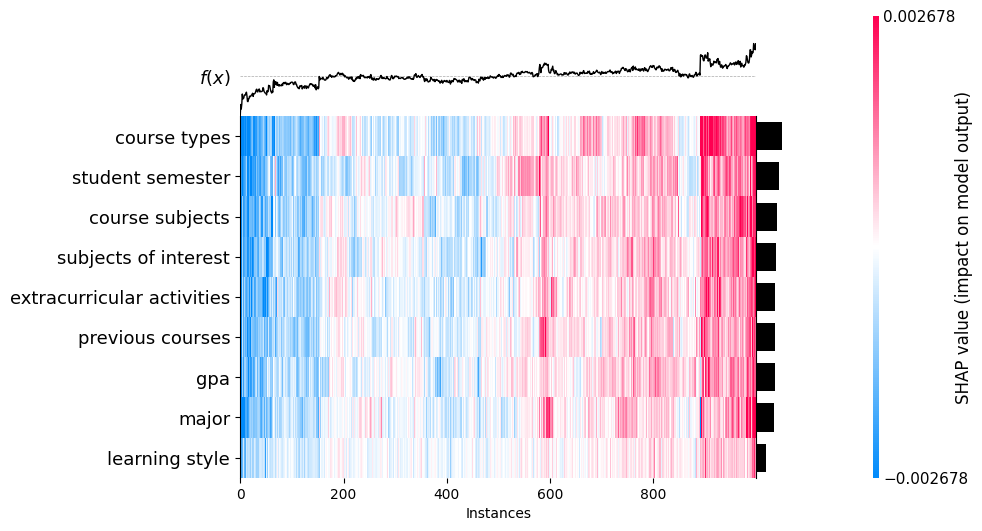 0.002678
f(x)
course types
student semester
course subjects
subjects of interest
extracurricular activities
previous courses
gpa
major
learning style
0 200 400 600 800
Instances
SHAP value (impact on model output)
−0.002678